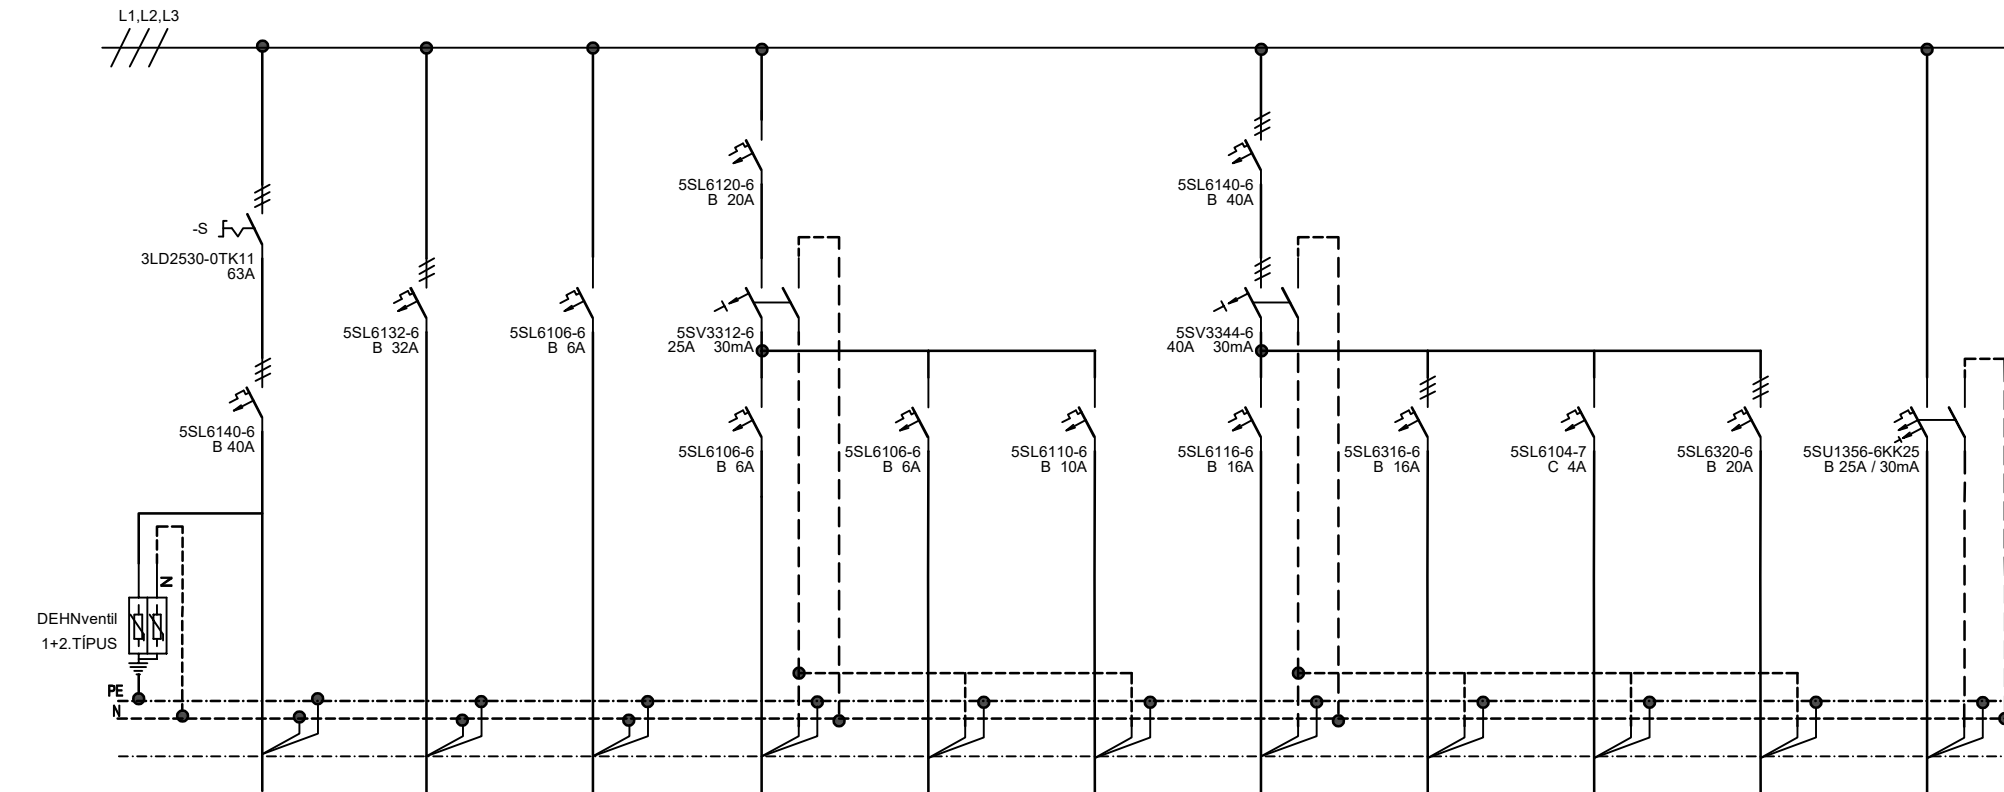 L1,L2,L3
5SL6120-6
B 20A
5SL6140-6
B 40A
-S
3LD2530-0TK11
63A
5SL6132-6
B 32A
5SL6106-6
B 6A
5SV3312-6
25A 30mA
5SV3344-6
40A 30mA
5SL6140-6
B 40A
5SL6106-6
B 6A
5SL6106-6
B 6A
5SL6110-6
B 10A
5SL6116-6
B 16A
5SL6316-6
B 16A
5SL6104-7
C 4A
5SL6320-6
B 20A
5SU1356-6KK25
B 25A / 30mA
N
DEHNventil
1+2.TÍPUS
PE
N